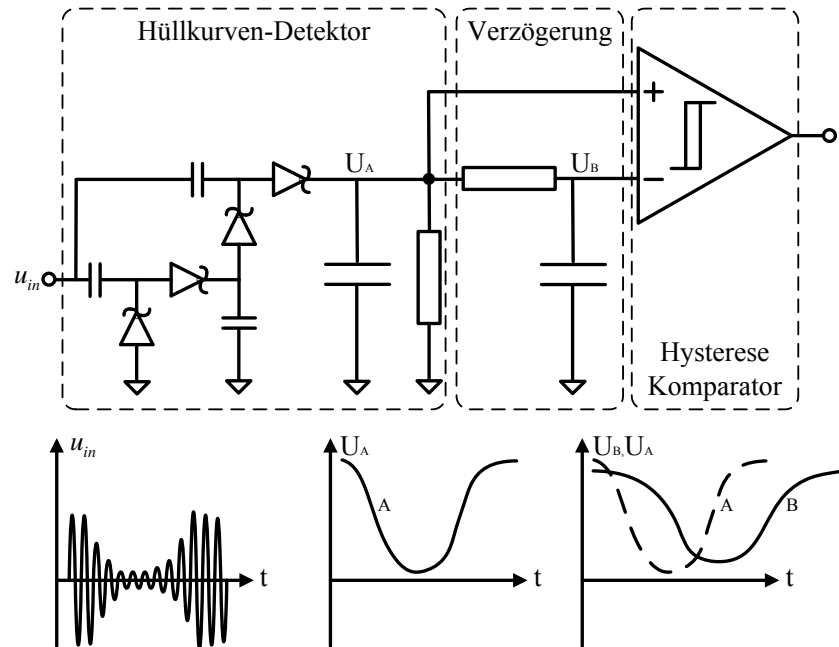 Hüllkurven-Detektor
Verzögerung
U_A
U_B
+
−
u_in
Hysterese
Komparator
u_in
t
U_A
A
t
U_B, U_A
A
B
t